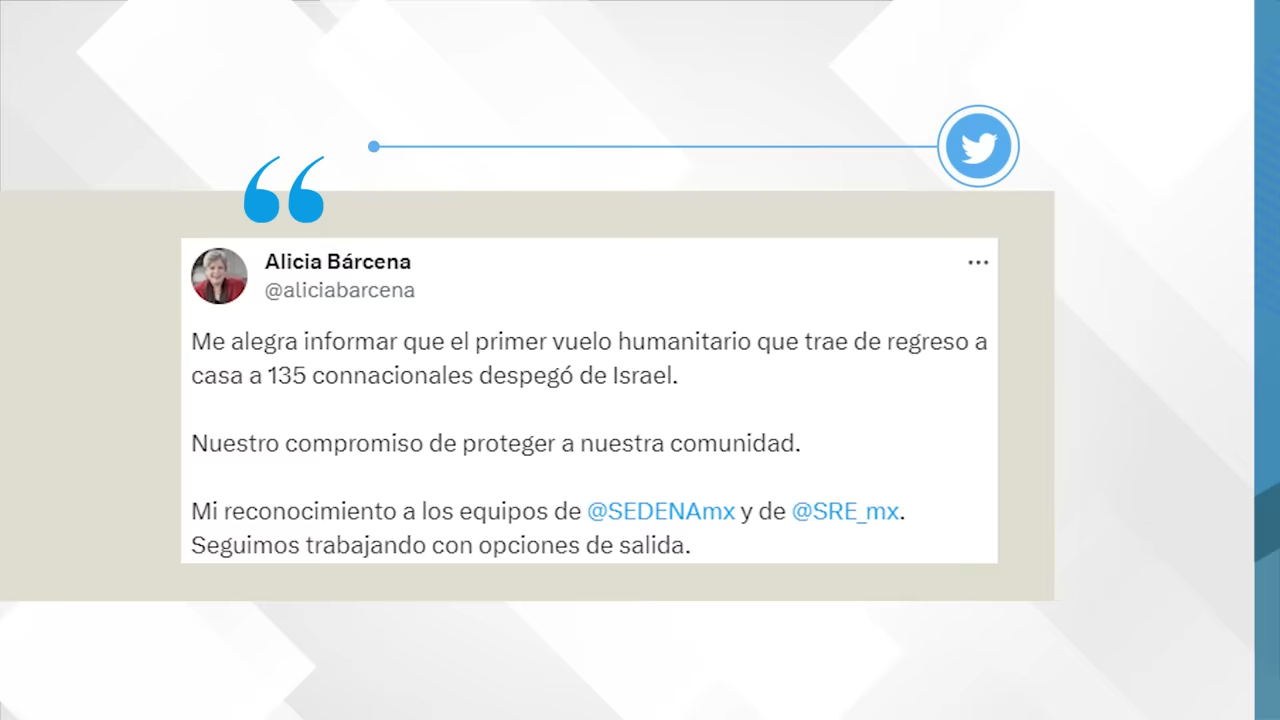 Alicia Bárcena
@aliciabarcena
Me alegra informar que el primer vuelo humanitario que trae de regreso a
casa a 135 connacionales despegó de Israel.
Nuestro compromiso de proteger a nuestra comunidad.
Mi reconocimiento a los equipos de @SEDENAmx y de @SRE_mx.
Seguimos trabajando con opciones de salida.